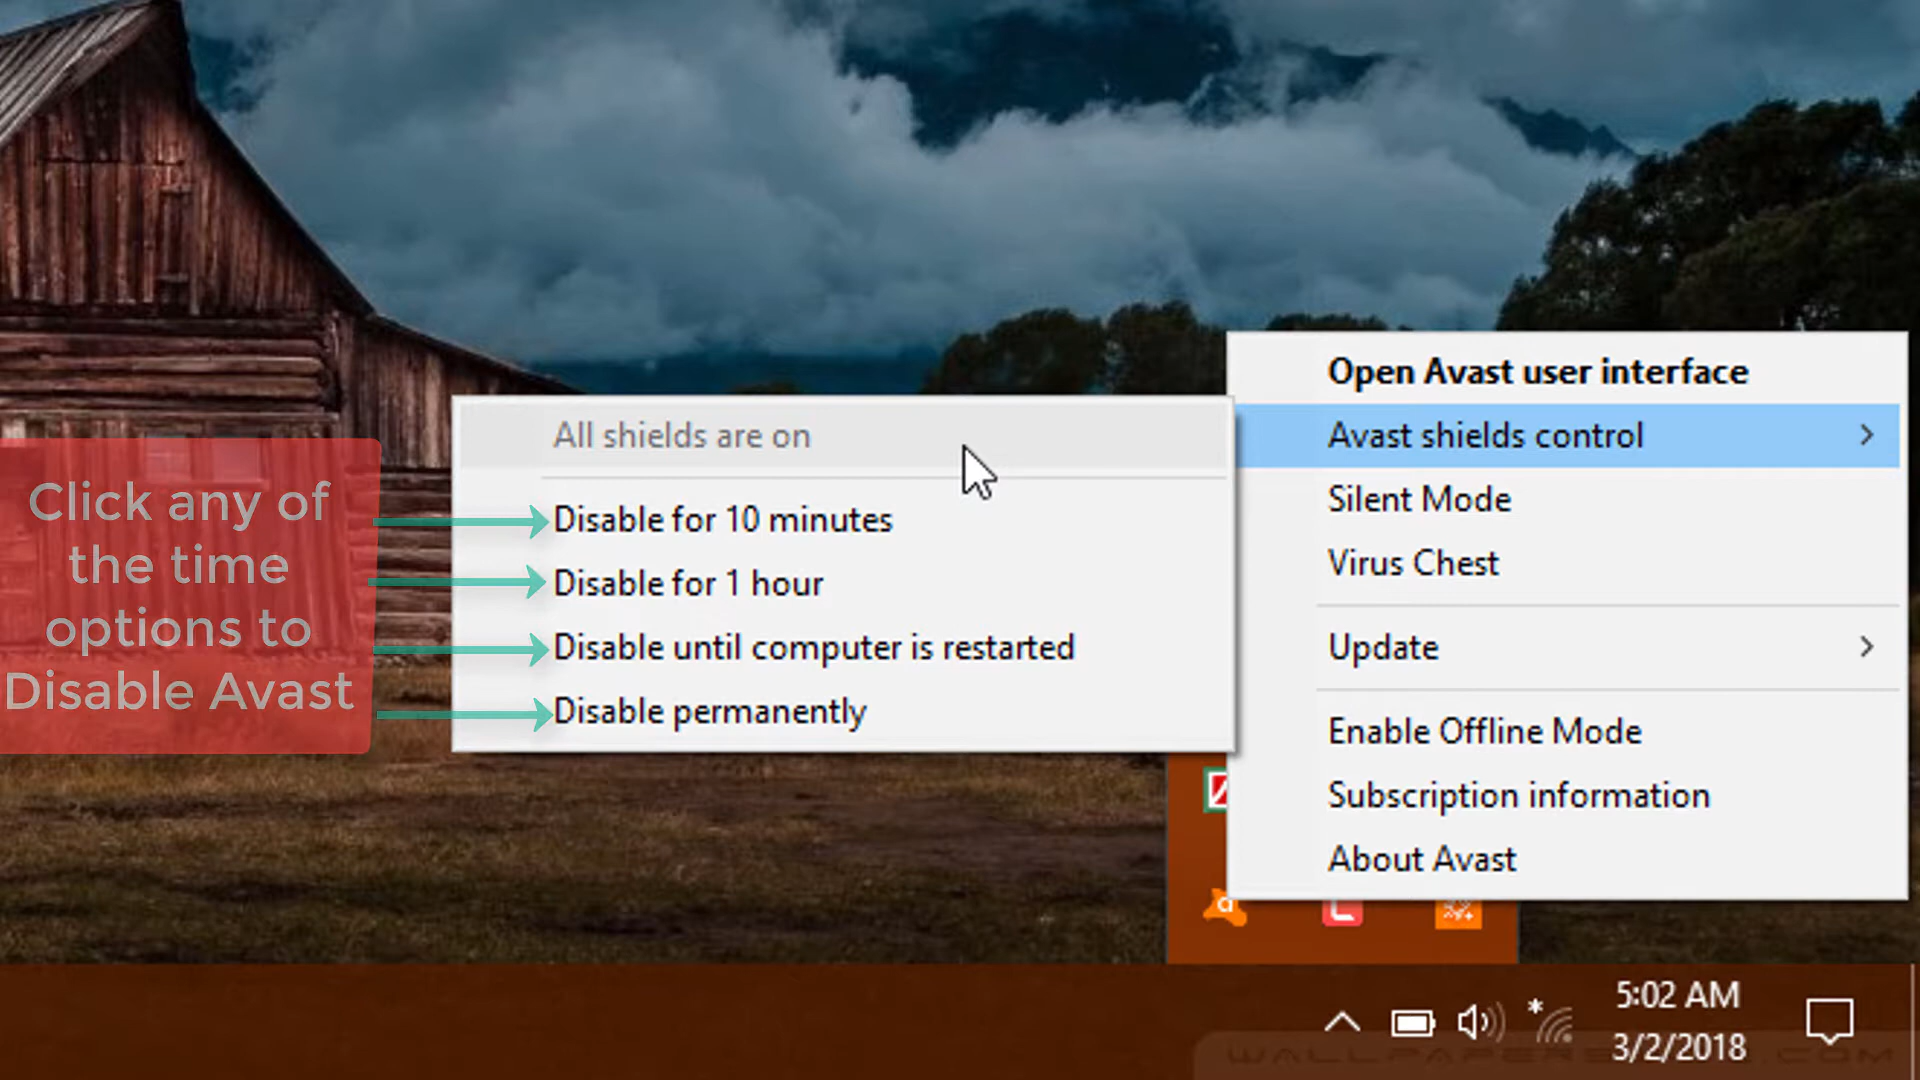 Open Avast user interface
Avast shields control
Silent Mode
Virus Chest
Update
Enable Offline Mode
Subscription information
About Avast
All shields are on
Disable for 10 minutes
Disable for 1 hour
Disable until computer is restarted
Disable permanently
Click any of
the time
options to
Disable Avast
5:02 AM
3/2/2018